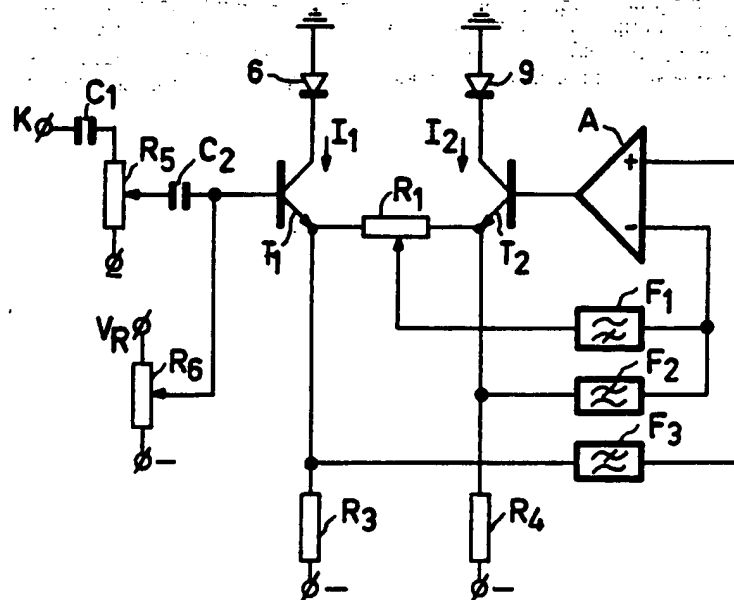 6
9
K
C1
R5
C2
I1
I2
A
+
R1
T1
T2
-
F1
VR
R6
F2
F3
R3
R4
-
-
-